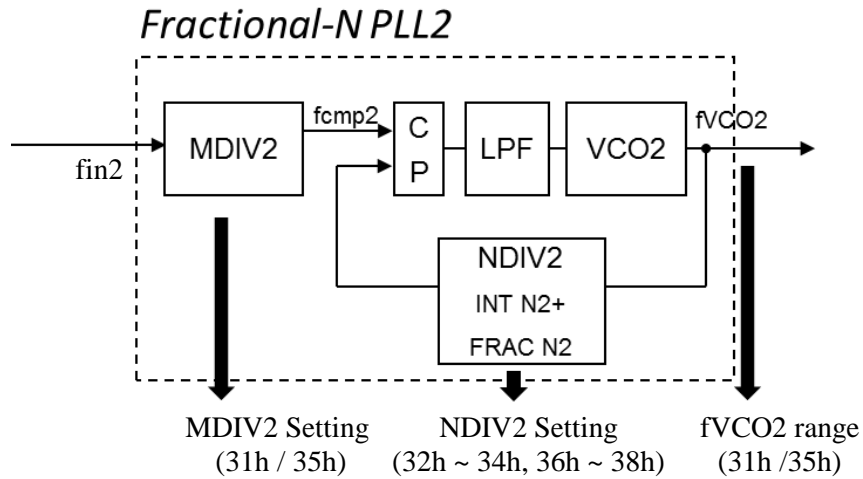 Fractional-N PLL2
fcmp2
fVCO2
MDIV2
C
P
LPF
VCO2
fin2
NDIV2
INT N2+
FRAC N2
MDIV2 Setting
(31h / 35h)
NDIV2 Setting
(32h ~ 34h, 36h ~ 38h)
fVCO2 range
(31h /35h)